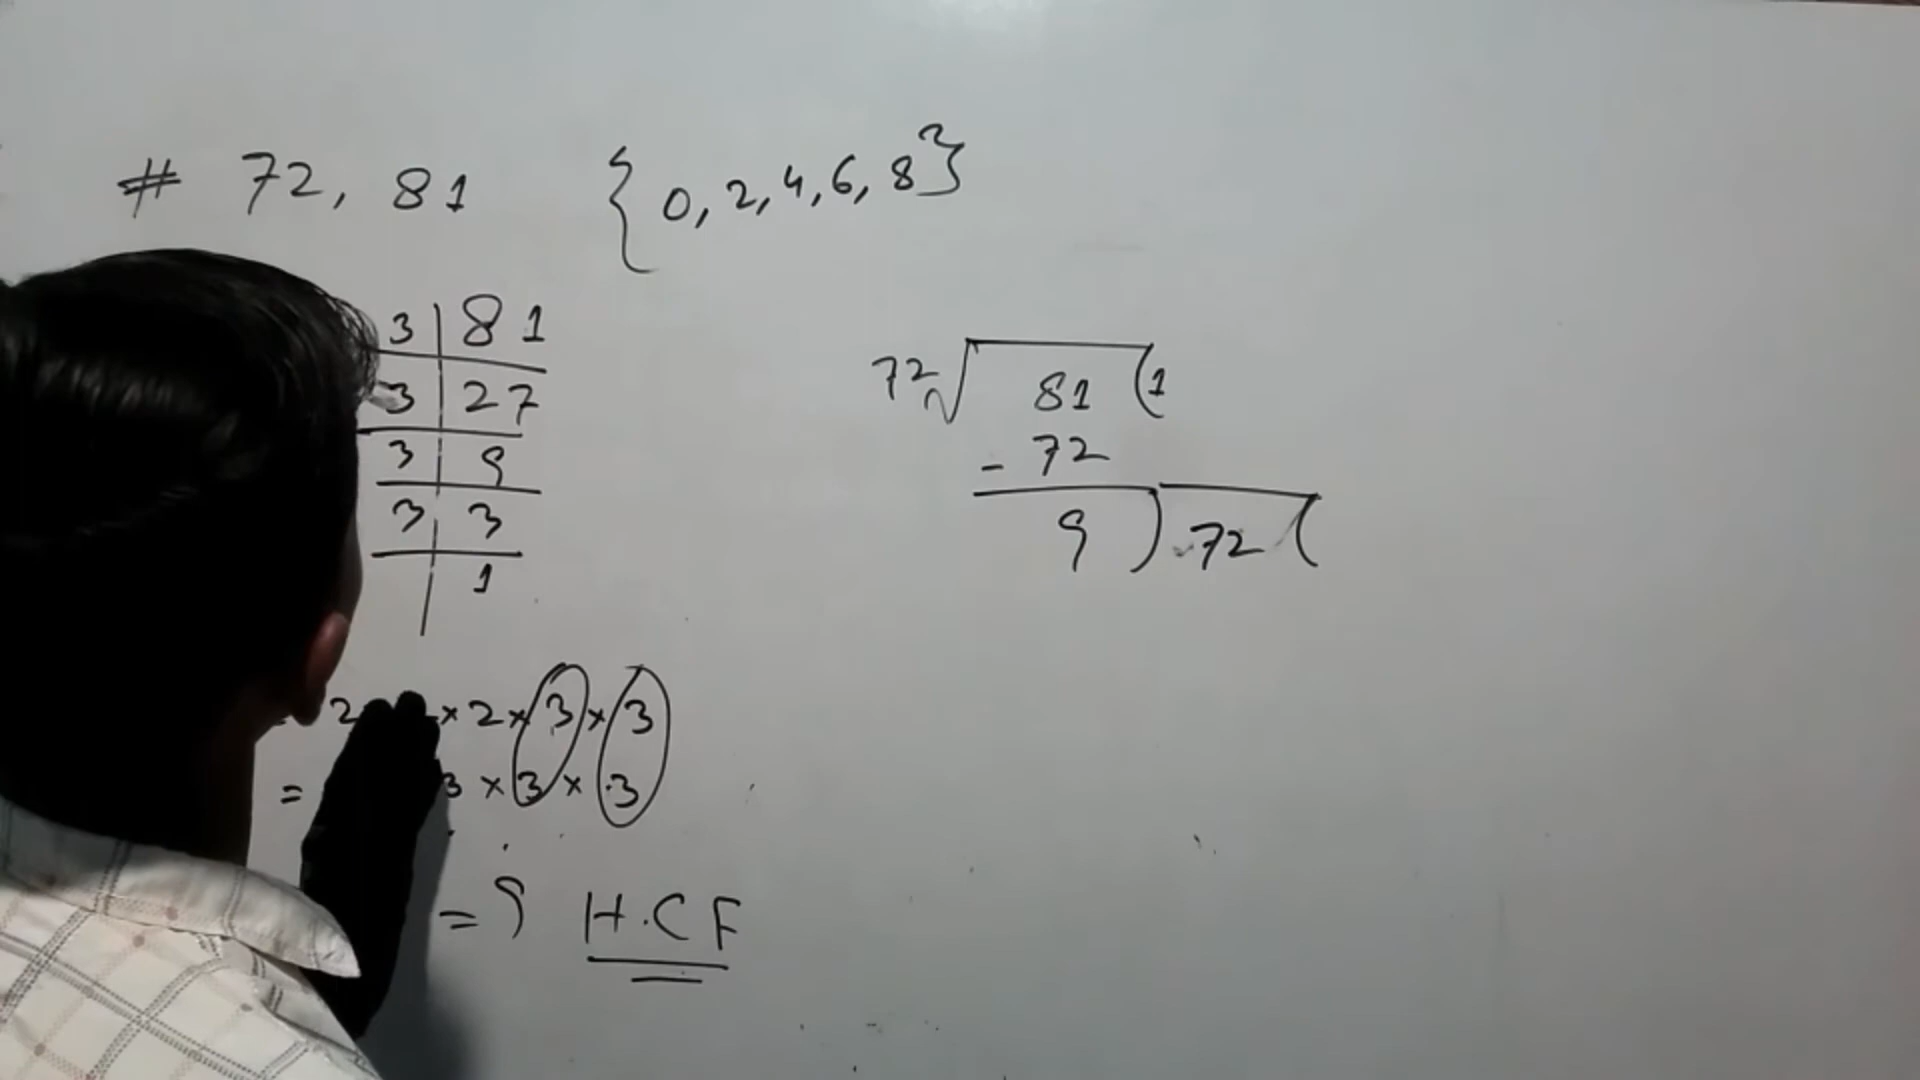 # 72, 81 { 0, 2, 4, 6, 8 }
3 | 81
3 | 27
3 | 9
3 | 3
1
72 √ 81 ( 1
- 72
9 ) 72 (
2 × 2 × 3 × 3
= 3 × 3 × 3
= 9 H.C F